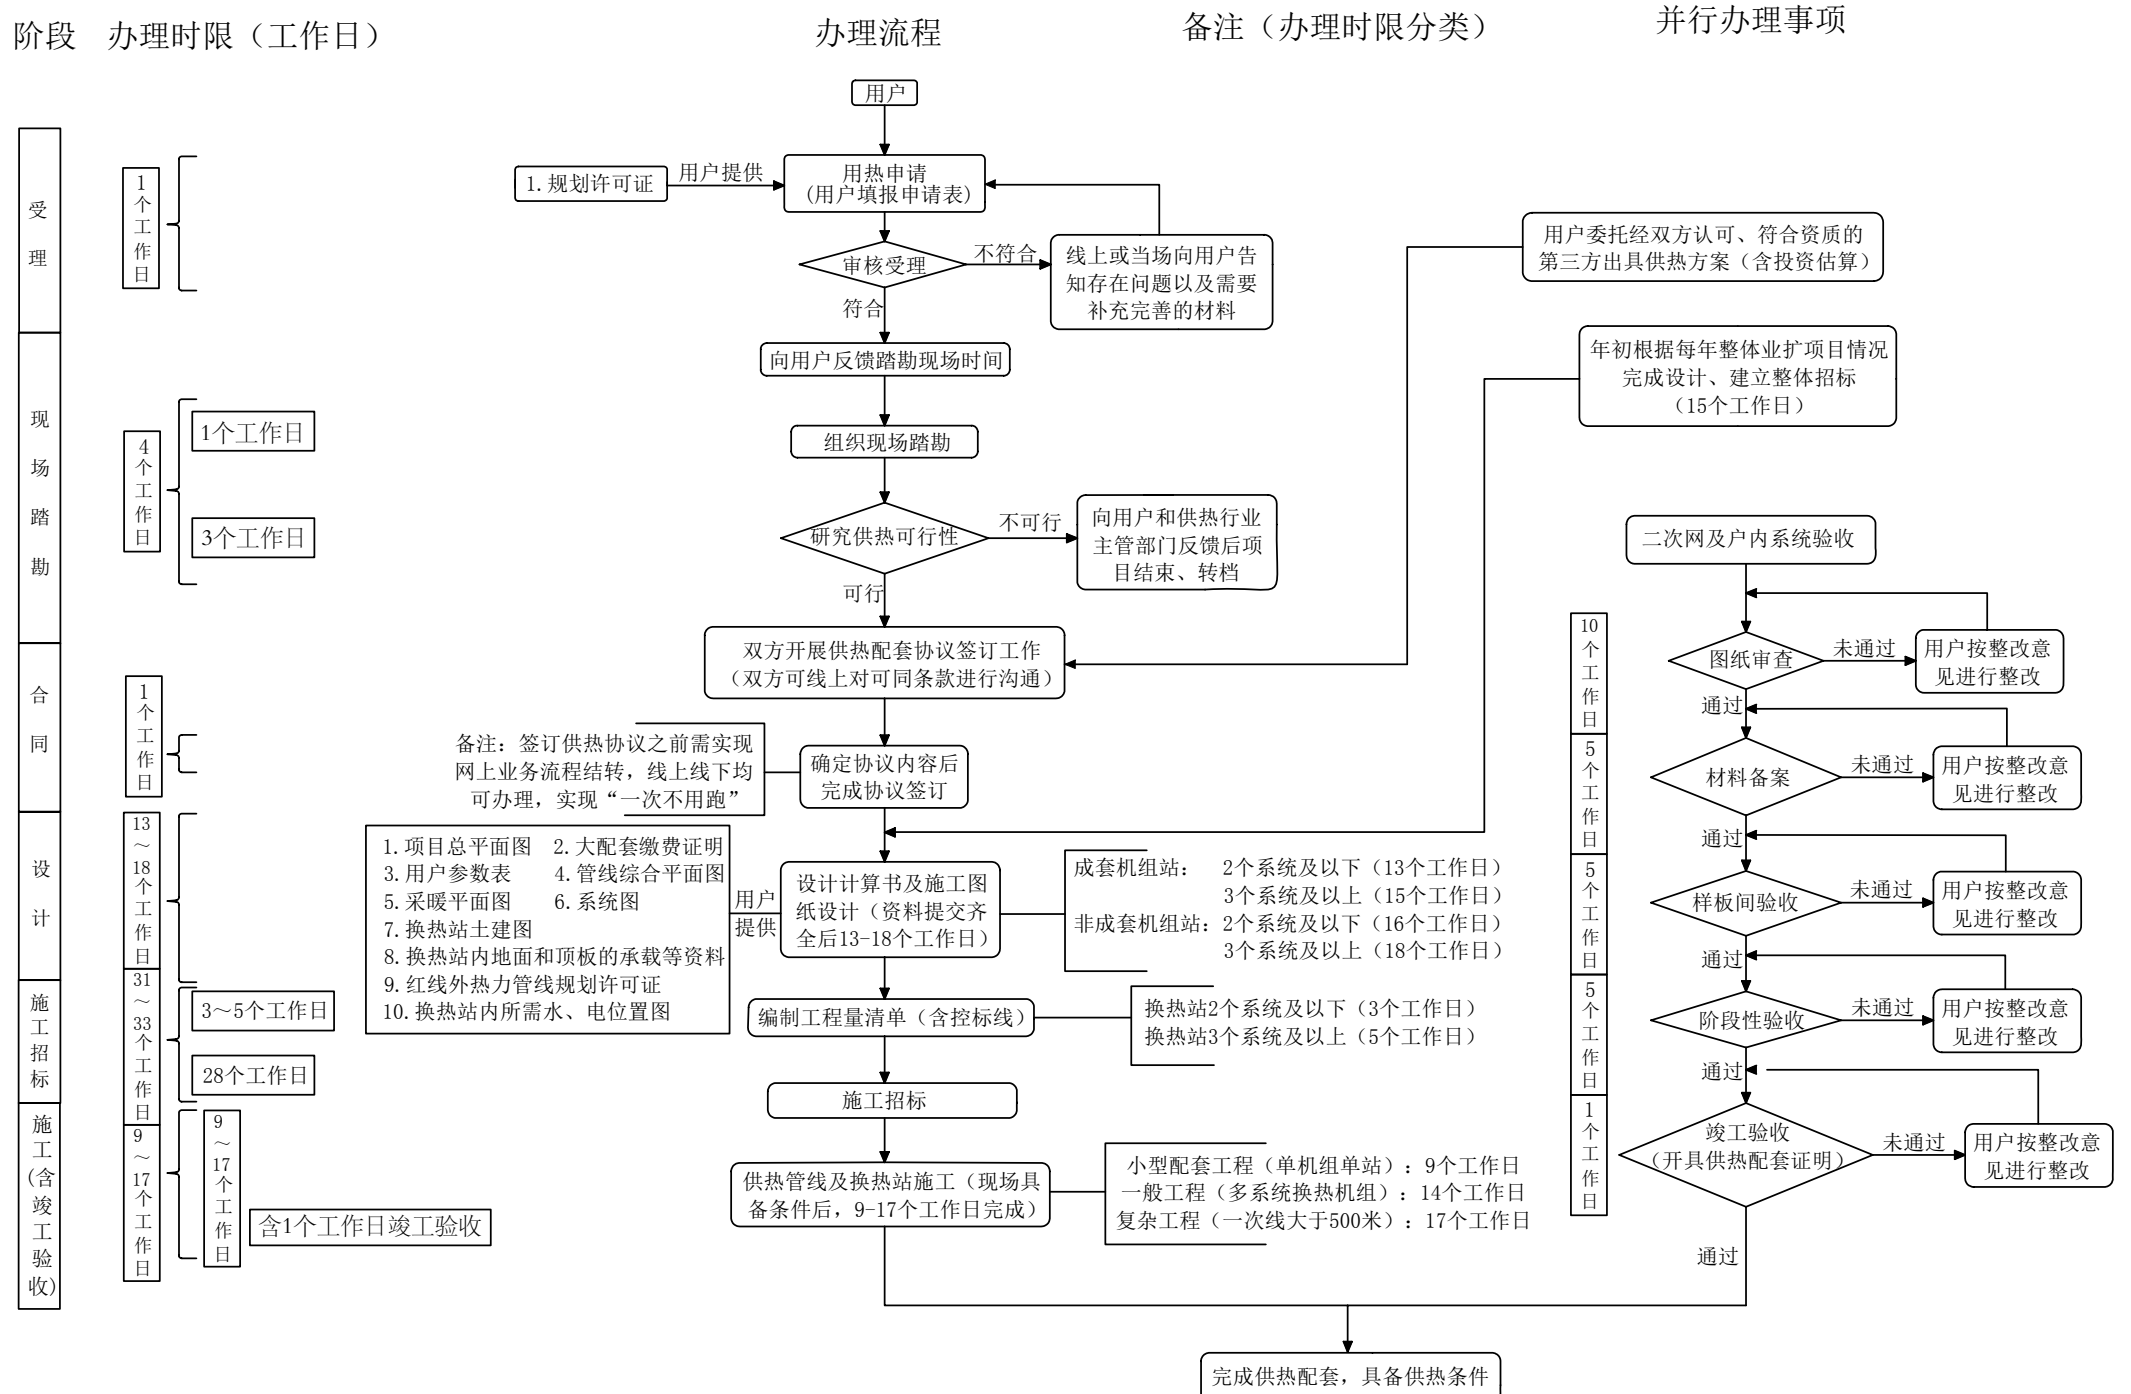 阶段 办理时限（工作日） 办理流程 备注（办理时限分类） 并行办理事项
用户
受
理
1
个
工
作
日
1.规划许可证
用户提供
用热申请
(用户填报申请表)
审核受理
不符合
线上或当场向用户告
知存在问题以及需要
补充完善的材料
符合
用户委托经双方认可、符合资质的
第三方出具供热方案（含投资估算）
年初根据每年整体业扩项目情况
完成设计、建立整体招标
（15个工作日）
现
场
踏
勘
4
个
工
作
日
1个工作日
3个工作日
向用户反馈踏勘现场时间
组织现场踏勘
研究供热可行性
不可行
向用户和供热行业
主管部门反馈后项
目结束、转档
可行
合
同
1
个
工
作
日
双方开展供热配套协议签订工作
（双方可线上对可同条款进行沟通）
备注：签订供热协议之前需实现
网上业务流程结转，线上线下均
可办理，实现“一次不用跑”
确定协议内容后
完成协议签订
设
计
13
～
18
个
工
作
日
1.项目总平面图 2.大配套缴费证明
3.用户参数表 4.管线综合平面图
5.采暖平面图 6.系统图
7.换热站土建图
8.换热站内地面和顶板的承载等资料
9.红线外热力管线规划许可证
10.换热站内所需水、电位置图
用户
提供
设计计算书及施工图
纸设计（资料提交齐
全后13-18个工作日）
成套机组站： 2个系统及以下（13个工作日）
3个系统及以上（15个工作日）
非成套机组站：2个系统及以下（16个工作日）
3个系统及以上（18个工作日）
施
工
招
标
31
～
33
个
工
作
日
3～5个工作日
28个工作日
编制工程量清单（含控标线）
换热站2个系统及以下（3个工作日）
换热站3个系统及以上（5个工作日）
施工招标
施
工
(含
竣
工
验
收)
9
～
17
个
工
作
日
9
～
17
个
工
作
日
含1个工作日竣工验收
供热管线及换热站施工（现场具
备条件后，9-17个工作日完成）
小型配套工程（单机组单站）：9个工作日
一般工程（多系统换热机组）：14个工作日
复杂工程（一次线大于500米）：17个工作日
二次网及户内系统验收
10
个
工
作
日
图纸审查
未通过
用户按整改意
见进行整改
通过
5
个
工
作
日
材料备案
未通过
用户按整改意
见进行整改
通过
5
个
工
作
日
样板间验收
未通过
用户按整改意
见进行整改
通过
5
个
工
作
日
阶段性验收
未通过
用户按整改意
见进行整改
通过
1
个
工
作
日
竣工验收
(开具供热配套证明)
未通过
用户按整改意
见进行整改
通过
完成供热配套，具备供热条件